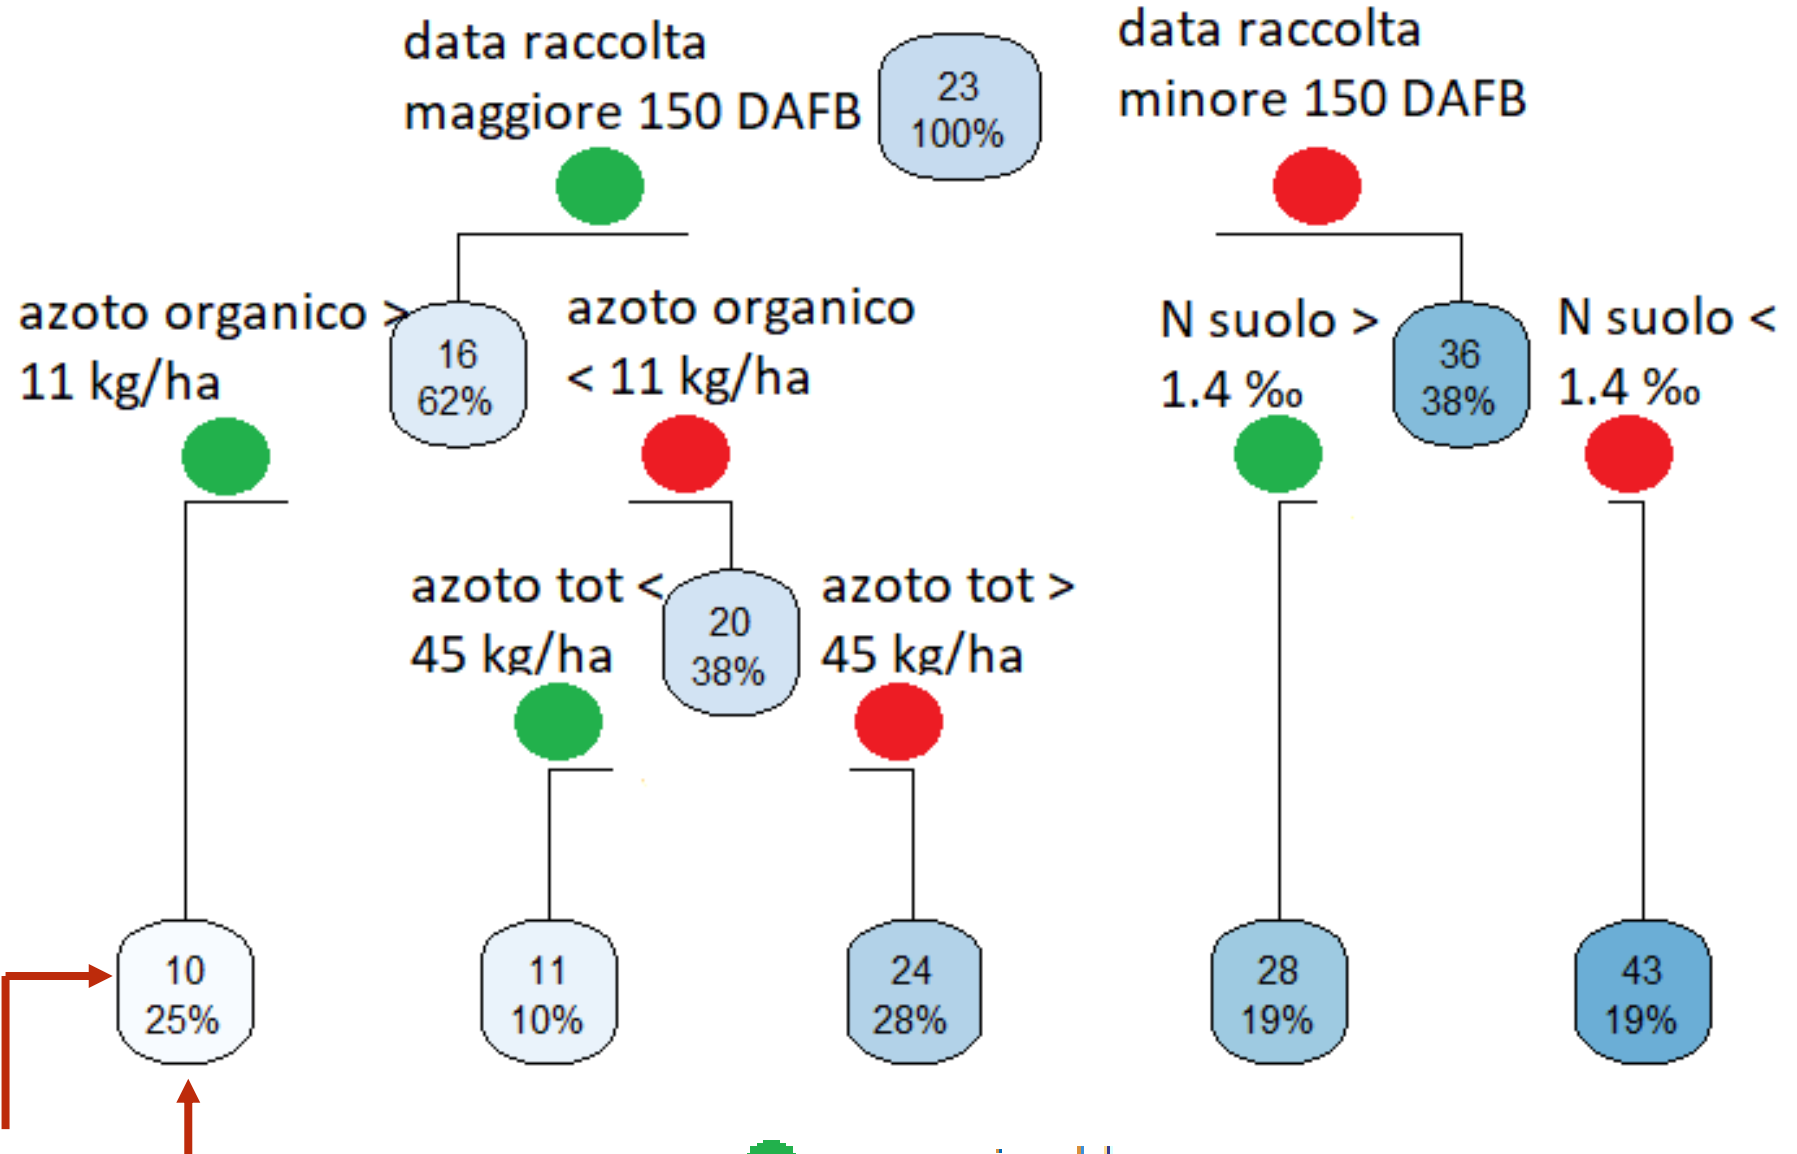 data raccolta
maggiore 150 DAFB
23
100%
data raccolta
minore 150 DAFB
azoto organico >
11 kg/ha
16
62%
azoto organico
< 11 kg/ha
N suolo >
1.4 ‰
36
38%
N suolo <
1.4 ‰
azoto tot <
45 kg/ha
20
38%
azoto tot >
45 kg/ha
10
25%
11
10%
24
28%
28
19%
43
19%